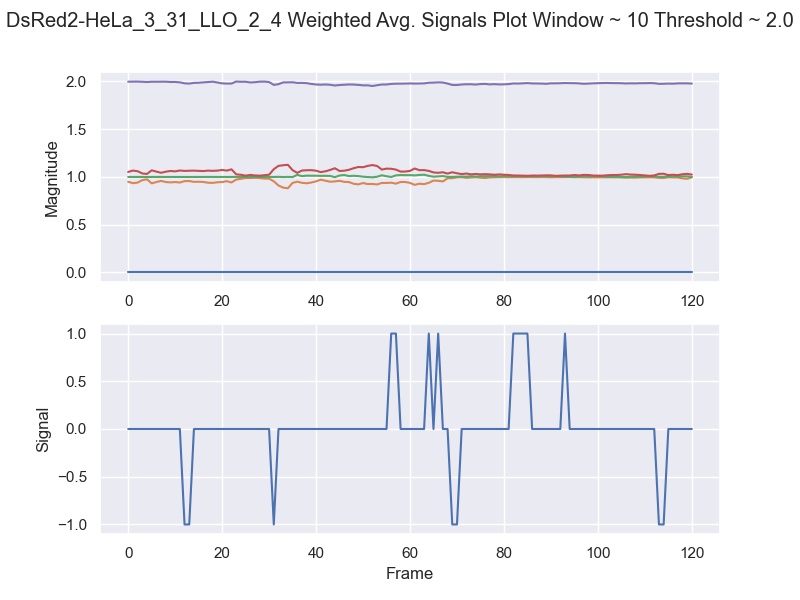 DsRed2-HeLa_3_31_LLO_2_4 Weighted Avg. Signals Plot Window ~ 10 Threshold ~ 2.0
2.0
1.5
1.0
0.5
0.0
Magnitude
0 20 40 60 80 100 120
1.0
0.5
0.0
−0.5
−1.0
Signal
0 20 40 60 80 100 120
Frame